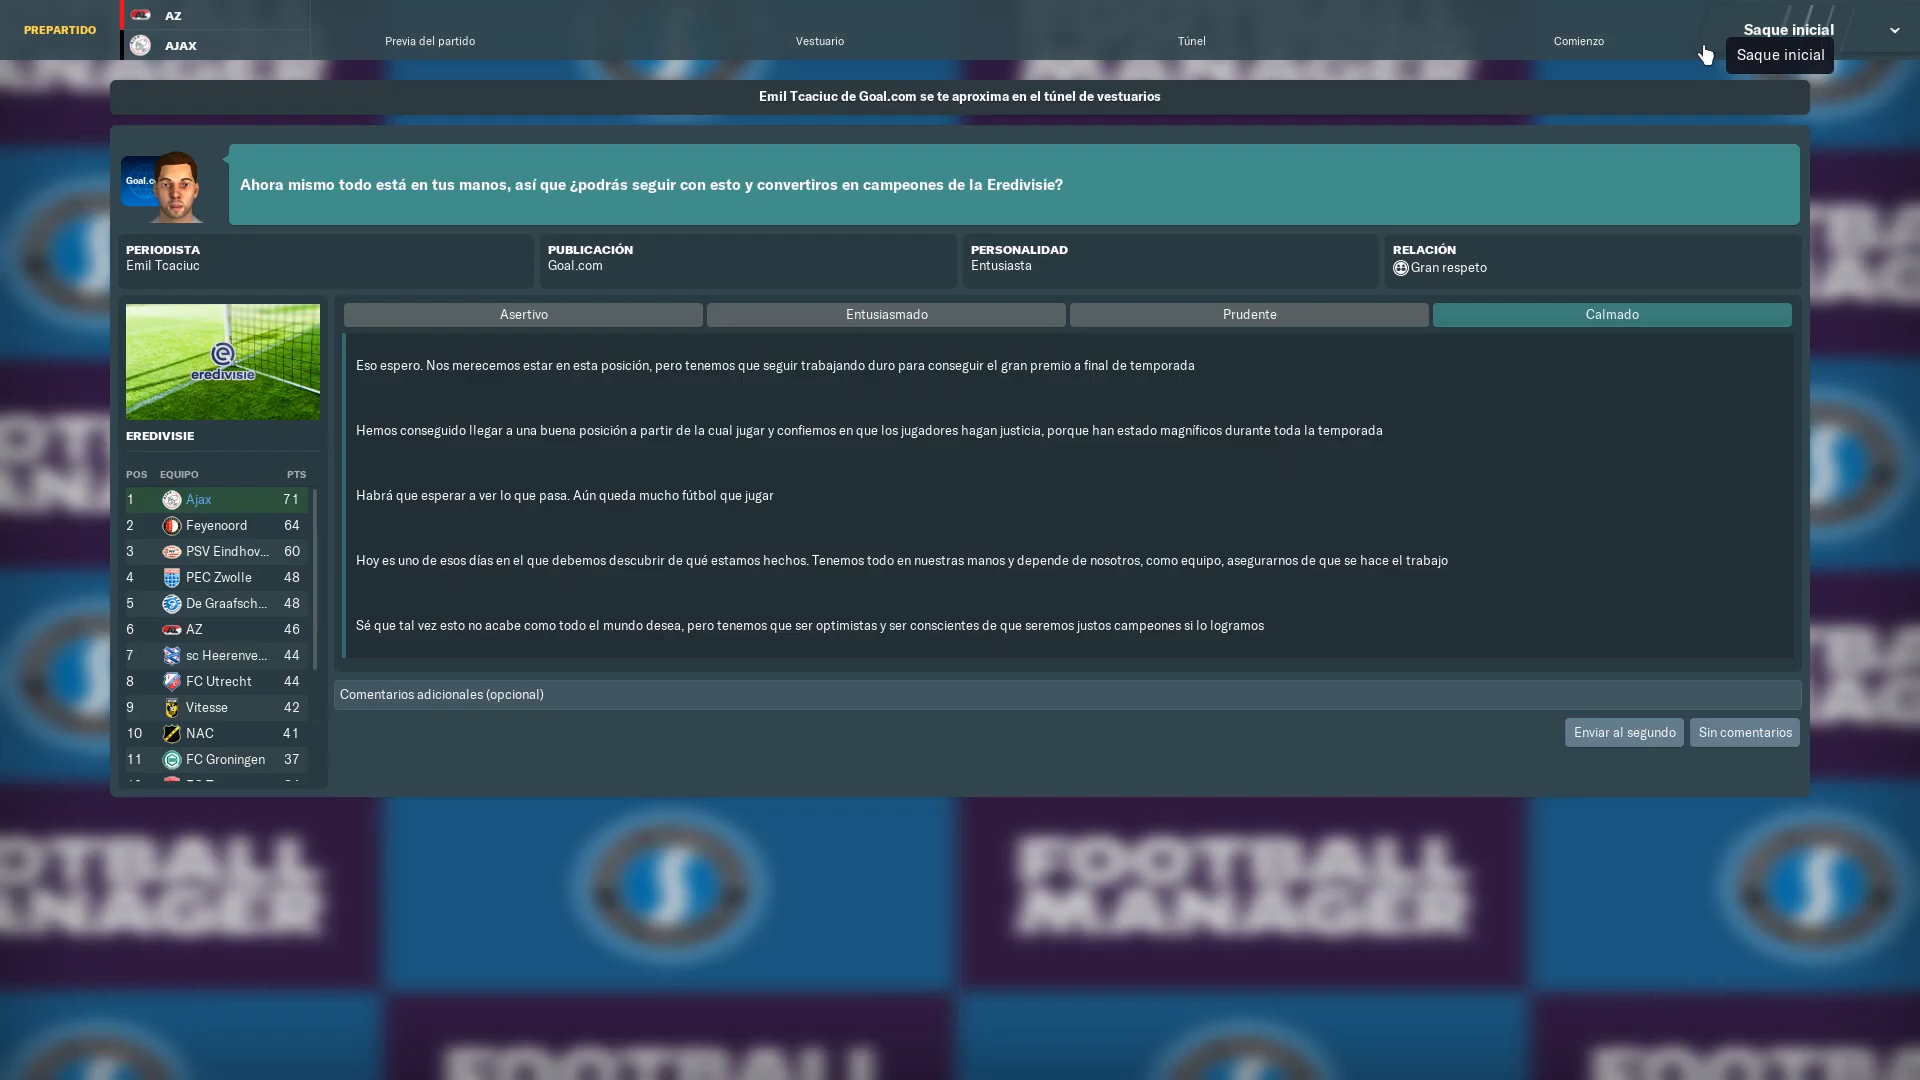 PREPARTIDO
AZ
AJAX
Previa del partido
Vestuario
Túnel
Comienzo
Saque inicial
Saque inicial
Emil Tcaciuc de Goal.com se te aproxima en el túnel de vestuarios
Goal.c
Ahora mismo todo está en tus manos, así que ¿podrás seguir con esto y convertiros en campeones de la Eredivisie?
PERIODISTA
Emil Tcaciuc
PUBLICACIÓN
Goal.com
PERSONALIDAD
Entusiasta
RELACIÓN
Gran respeto
eredivisie
EREDIVISIE
POS EQUIPO PTS
1 Ajax 71
2 Feyenoord 64
3 PSV Eindhov... 60
4 PEC Zwolle 48
5 De Graafsch... 48
6 AZ 46
7 sc Heerenve... 44
8 FC Utrecht 44
9 Vitesse 42
10 NAC 41
11 FC Groningen 37
Asertivo
Entusiasmado
Prudente
Calmado
Eso espero. Nos merecemos estar en esta posición, pero tenemos que seguir trabajando duro para conseguir el gran premio a final de temporada
Hemos conseguido llegar a una buena posición a partir de la cual jugar y confiemos en que los jugadores hagan justicia, porque han estado magníficos durante toda la temporada
Habrá que esperar a ver lo que pasa. Aún queda mucho fútbol que jugar
Hoy es uno de esos días en el que debemos descubrir de qué estamos hechos. Tenemos todo en nuestras manos y depende de nosotros, como equipo, asegurarnos de que se hace el trabajo
Sé que tal vez esto no acabe como todo el mundo desea, pero tenemos que ser optimistas y ser conscientes de que seremos justos campeones si lo logramos
Comentarios adicionales (opcional)
Enviar al segundo
Sin comentarios
FOOTBALL
MANAGER